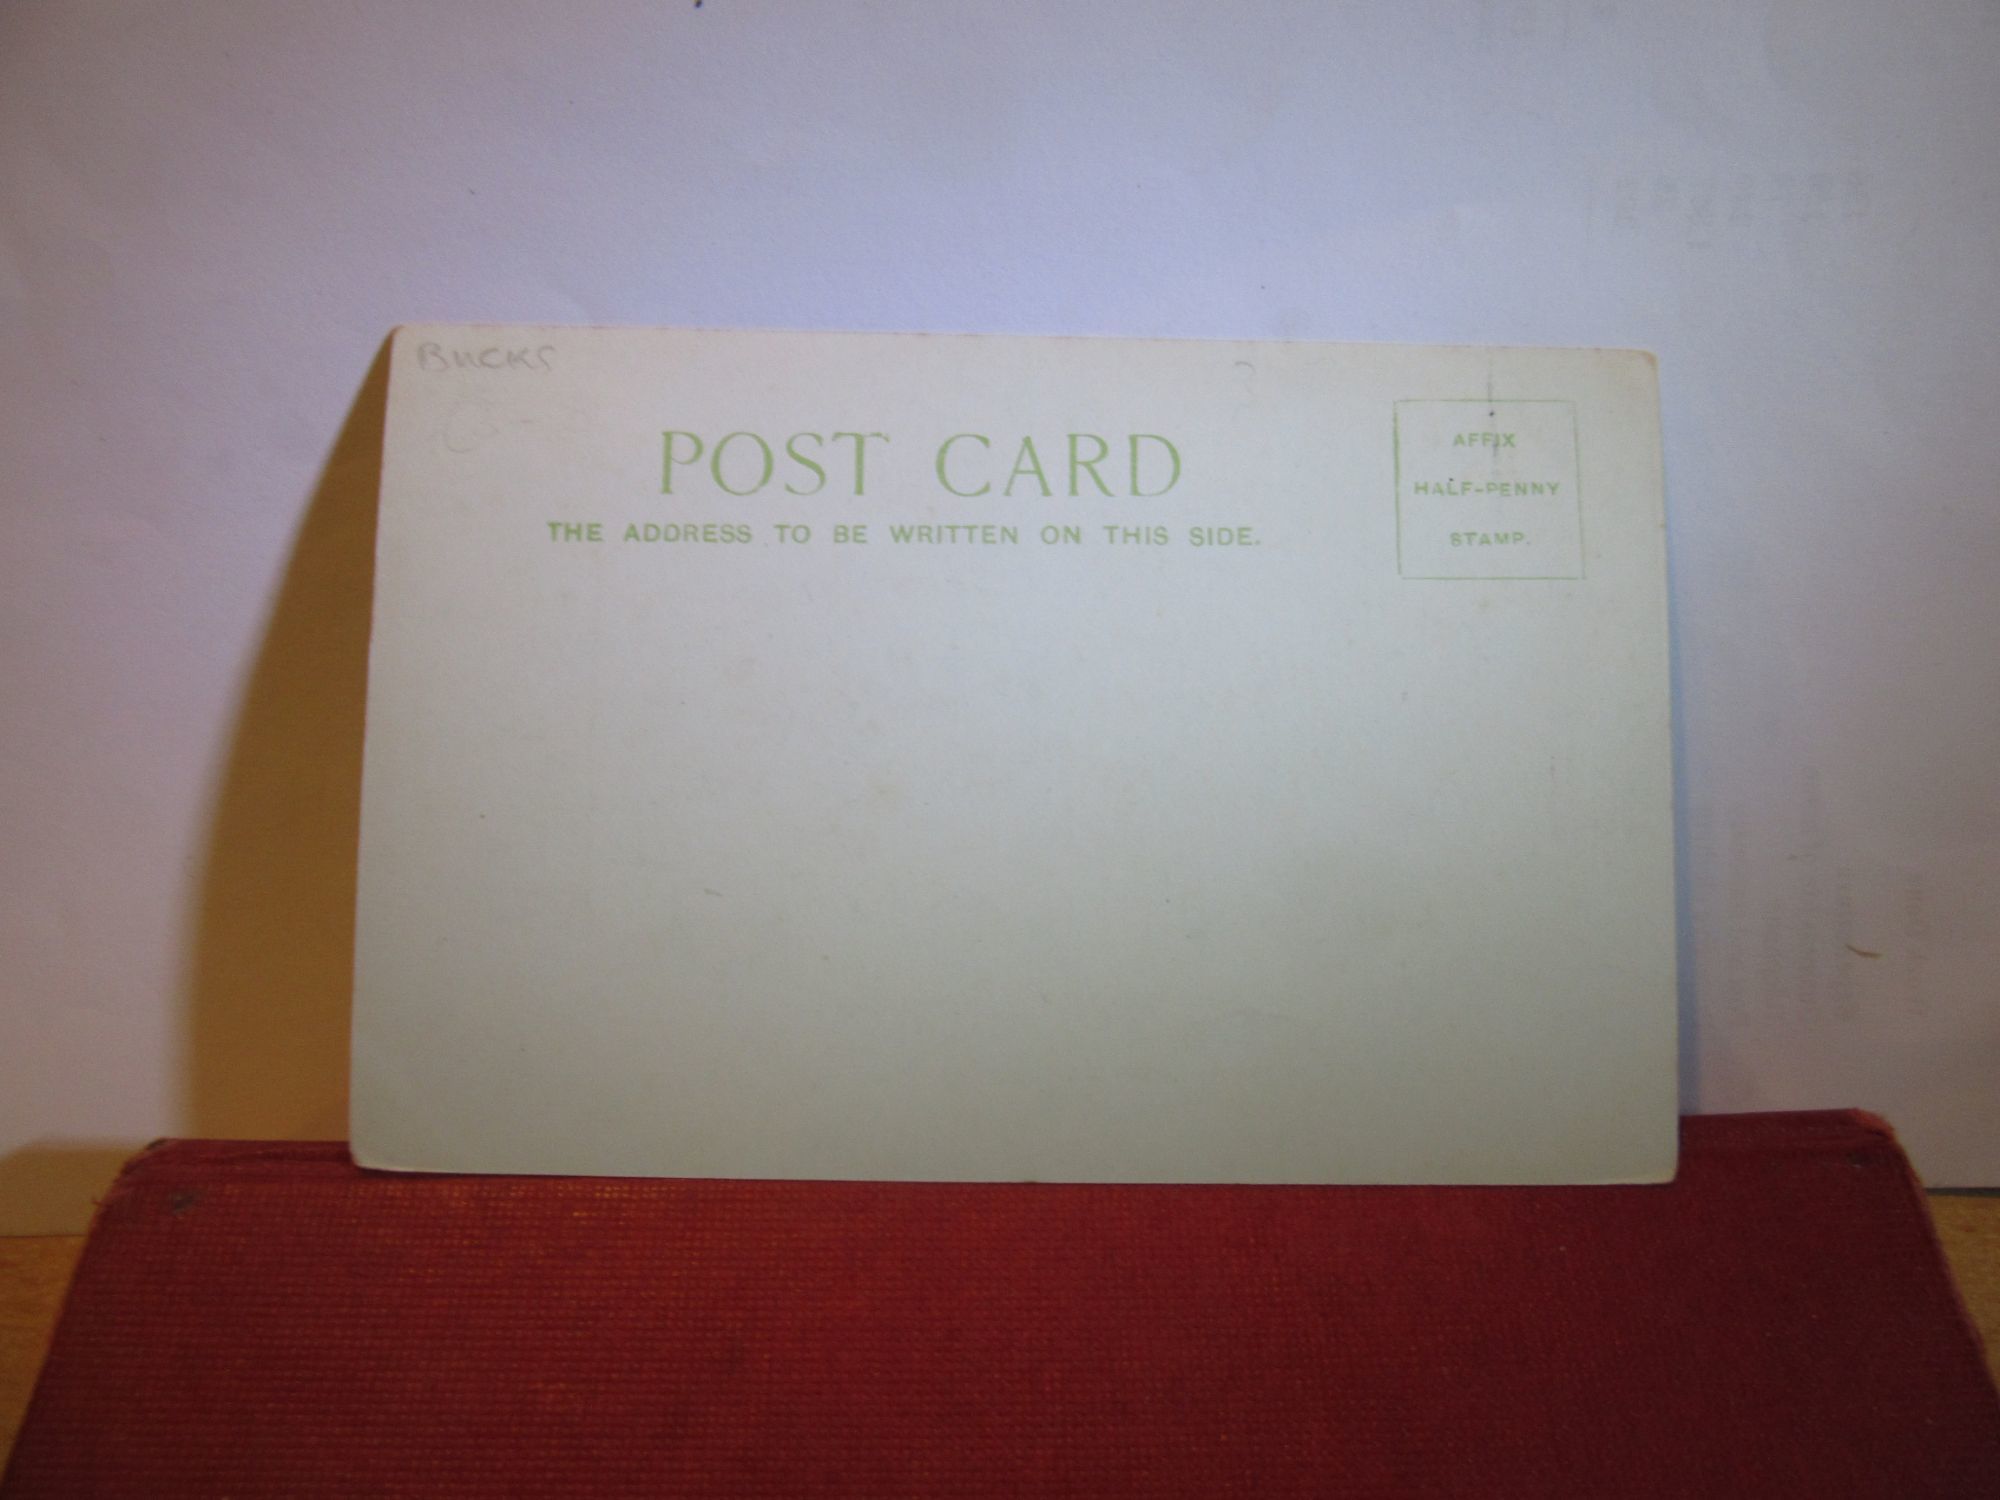 BUCKS
POST CARD
THE ADDRESS TO BE WRITTEN ON THIS SIDE.
AFFIX
HALF-PENNY
STAMP.